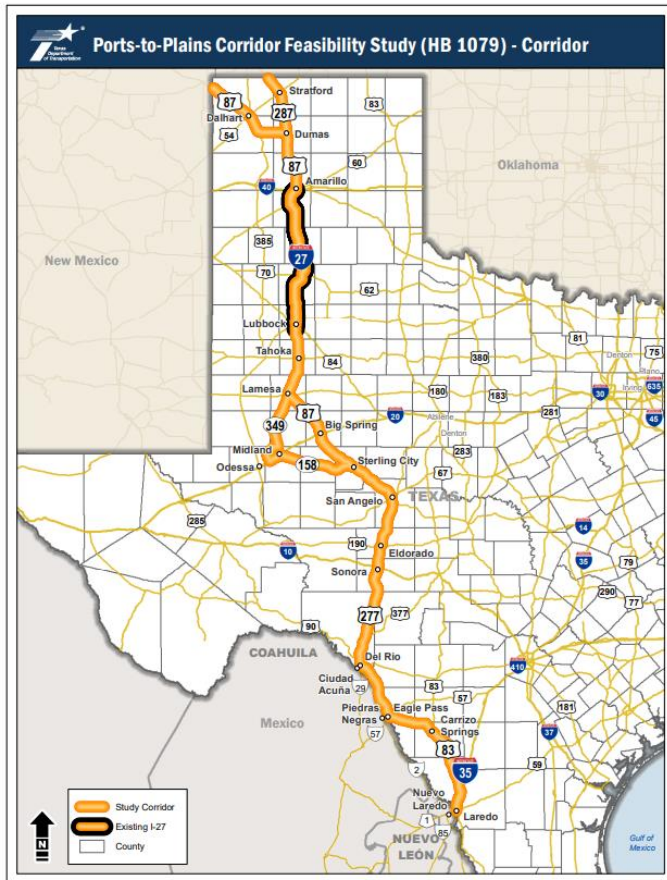 Texas
Department
of Transportation
Ports-to-Plains Corridor Feasibility Study (HB 1079) - Corridor
Stratford
87
287
83
Dalhart
54
Dumas
87
60
Oklahoma
Amarillo
40
New Mexico
385
27
70
62
Lubbock
81
Denton
75
Tahoka
84
380
Plano
Irving
635
Lamesa
180
183
30
87
20
Abilene
281
45
349
Big Spring
Denton
Midland
283
Odessa
158
Sterling City
67
San Angelo
TEXAS
285
14
190
Eldorado
10
35
79
Sonora
290
77
277
377
90
COAHUILA
Del Rio
410
Ciudad
Acuña
29
83
57
Piedras
Negras
Eagle Pass
181
Mexico
57
Carrizo
Springs
37
83
59
2
35
Nuevo
Laredo
Laredo
1
85
NUEVO
LEÓN
Gulf of
Mexico
N
Study Corridor
Existing I-27
County